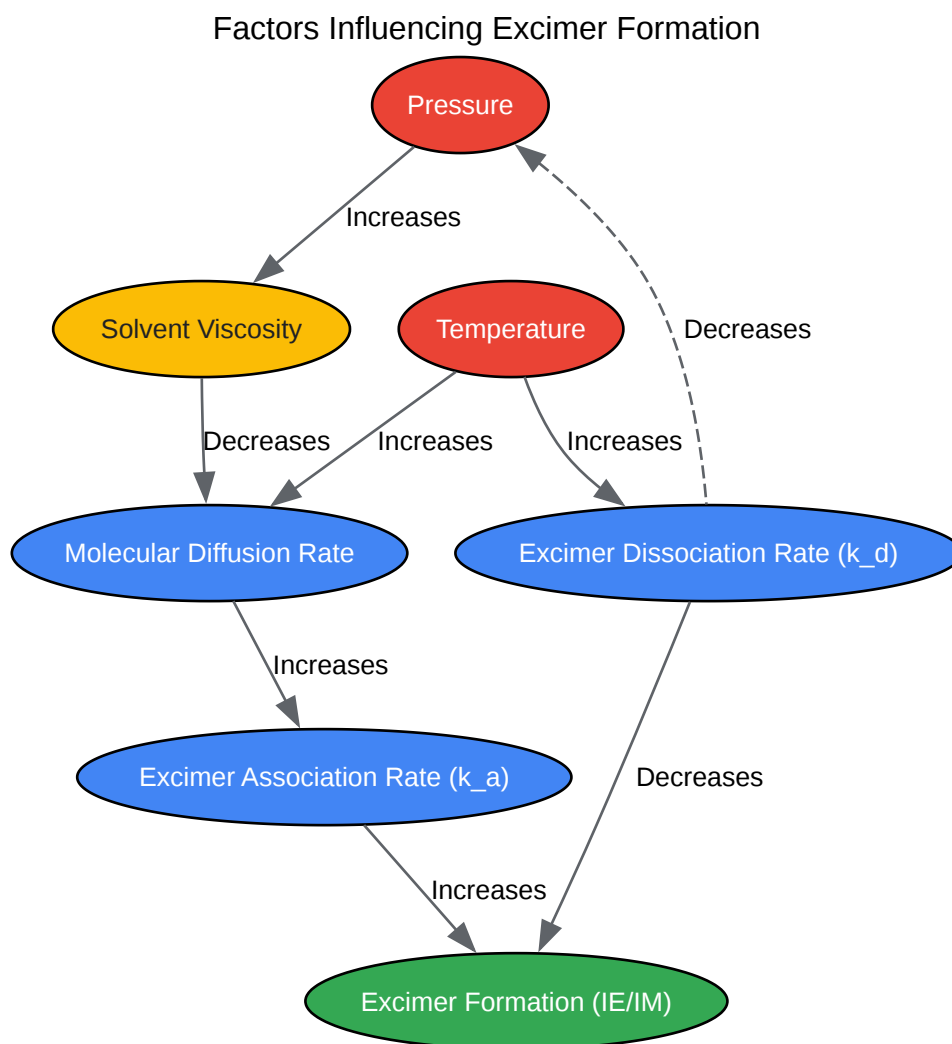 Factors Influencing Excimer Formation
Pressure
Increases
Solvent Viscosity
Temperature
Decreases
Decreases
Increases
Increases
Molecular Diffusion Rate
Excimer Dissociation Rate (k_d)
Increases
Excimer Association Rate (k_a)
Decreases
Increases
Excimer Formation (IE/IM)